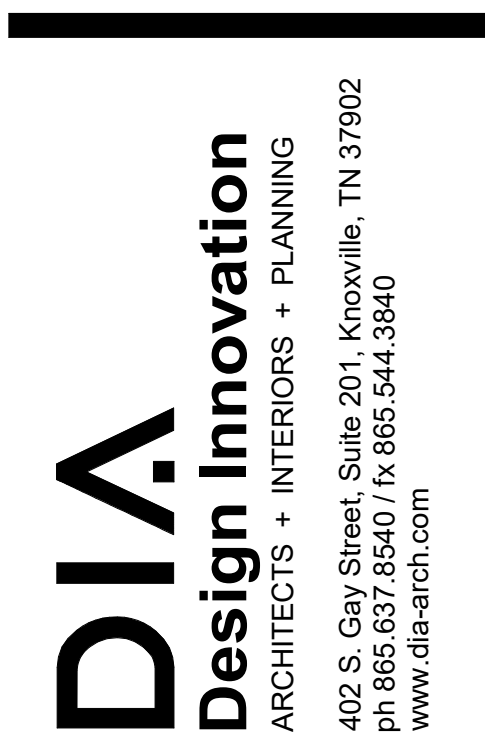 DIA
Design Innovation
ARCHITECTS + INTERIORS + PLANNING
402 S. Gay Street, Suite 201, Knoxville, TN 37902
ph 865.637.8540 / fx 865.544.3840
www.dia-arch.com